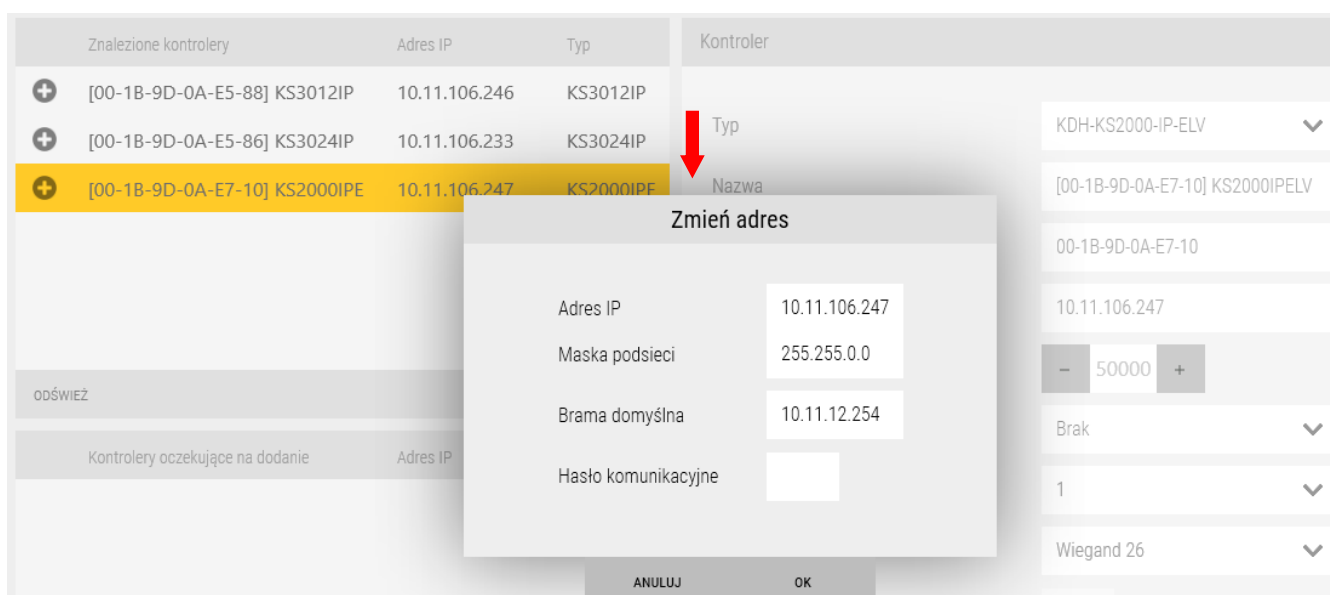 Znalezione kontrolery Adres IP Typ
[00-1B-9D-0A-E5-88] KS3012IP 10.11.106.246 KS3012IP
[00-1B-9D-0A-E5-86] KS3024IP 10.11.106.233 KS3024IP
[00-1B-9D-0A-E7-10] KS2000IPE 10.11.106.247 KS2000IPE
ODŚWIEŻ
Kontrolery oczekujące na dodanie Adres IP
Kontroler
Typ KDH-KS2000-IP-ELV
Nazwa [00-1B-9D-0A-E7-10] KS2000IPELV
00-1B-9D-0A-E7-10
10.11.106.247
− 50000 +
Brak
1
Wiegand 26
Zmień adres
Adres IP 10.11.106.247
Maska podsieci 255.255.0.0
Brama domyślna 10.11.12.254
Hasło komunikacyjne
ANULUJ OK